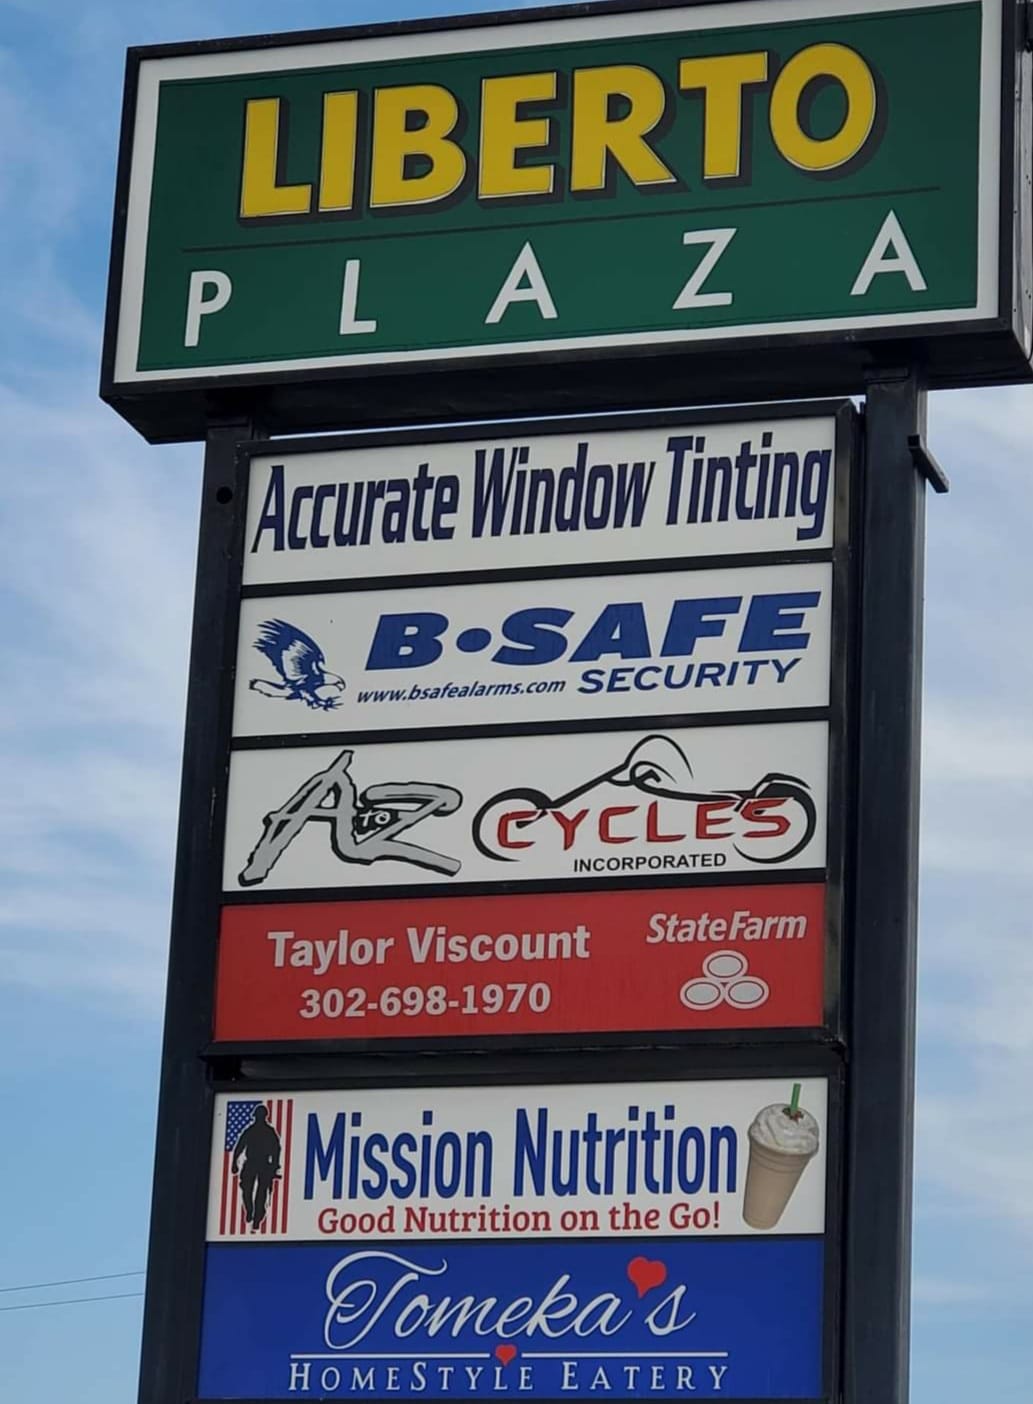 LIBERTO
PLAZA
Accurate Window Tinting
B•SAFE
www.bsafealarms.com SECURITY
A TO Z CYCLES
INCORPORATED
Taylor Viscount
302-698-1970
StateFarm
Mission Nutrition
Good Nutrition on the Go!
Tomeka's
HOMESTYLE EATERY